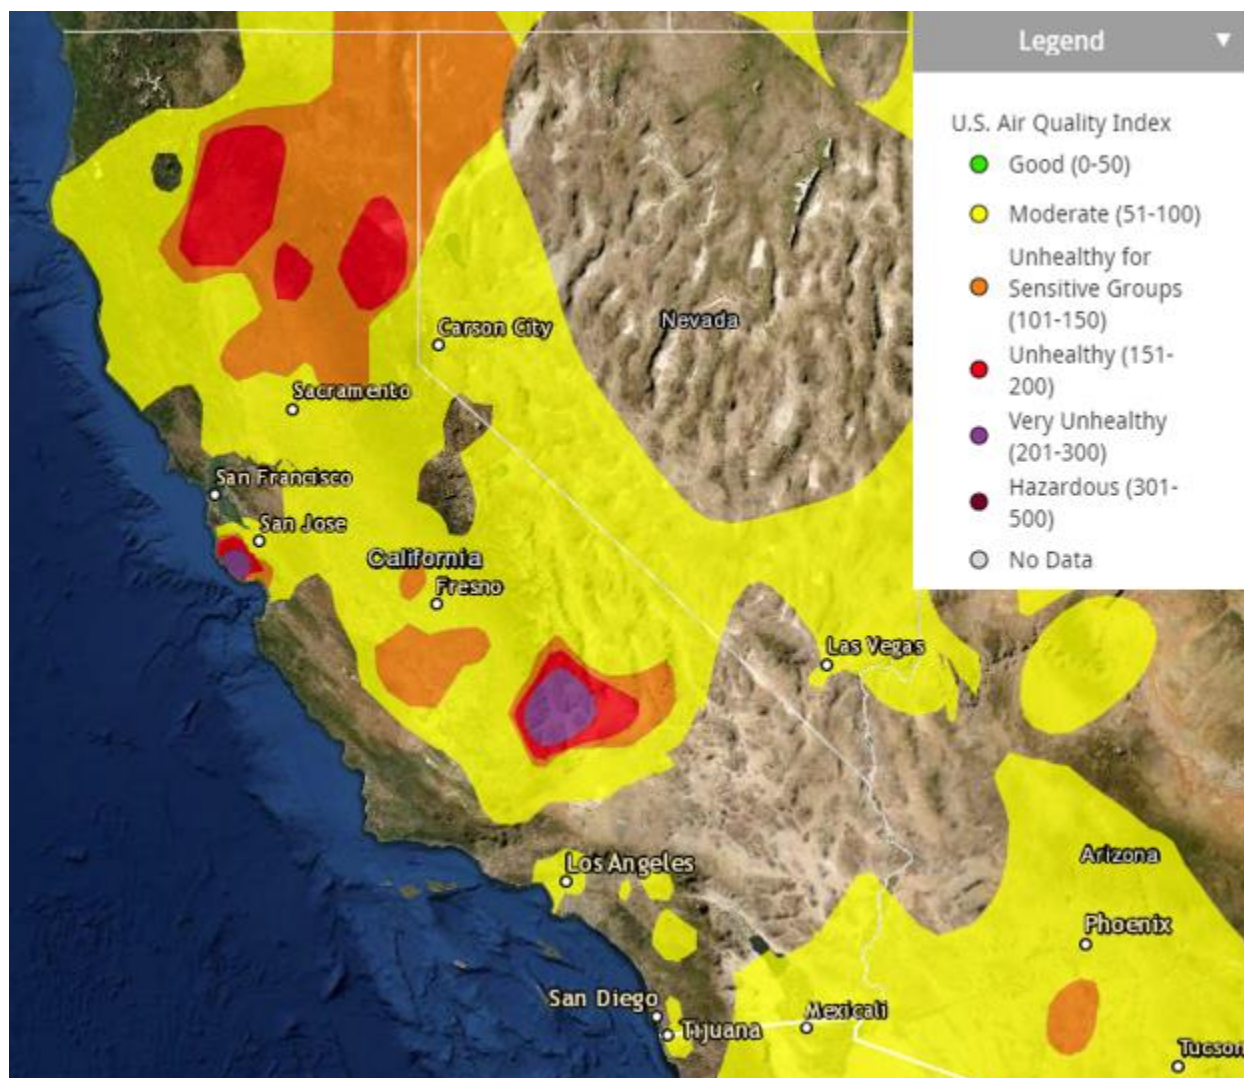 Legend
U.S. Air Quality Index
Good (0-50)
Moderate (51-100)
Unhealthy for
Sensitive Groups
(101-150)
Unhealthy (151-
200)
Very Unhealthy
(201-300)
Hazardous (301-
500)
No Data
Nevada
Carson City
Sacramento
San Francisco
San Jose
California
Fresno
Las Vegas
Los Angeles
Arizona
Phoenix
San Diego
Tijuana
Mexicali
Tucson